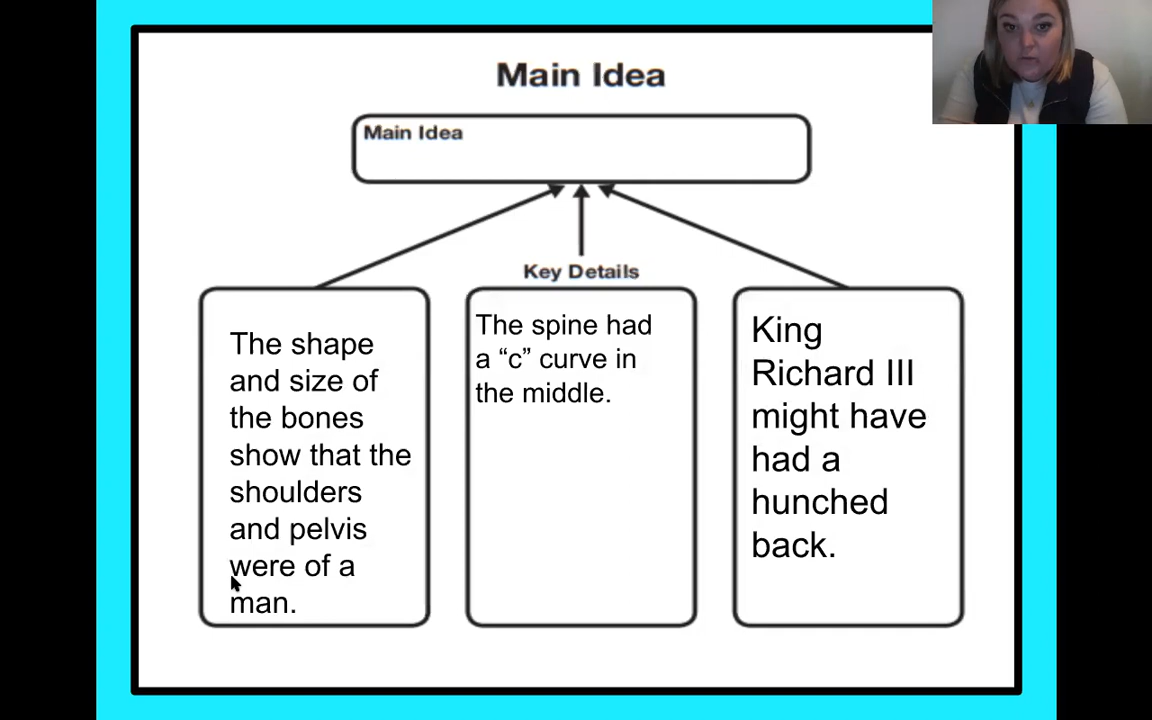 Main Idea
Main Idea
Key Details
The shape
and size of
the bones
show that the
shoulders
and pelvis
were of a
man.
The spine had
a “c” curve in
the middle.
King
Richard III
might have
had a
hunched
back.